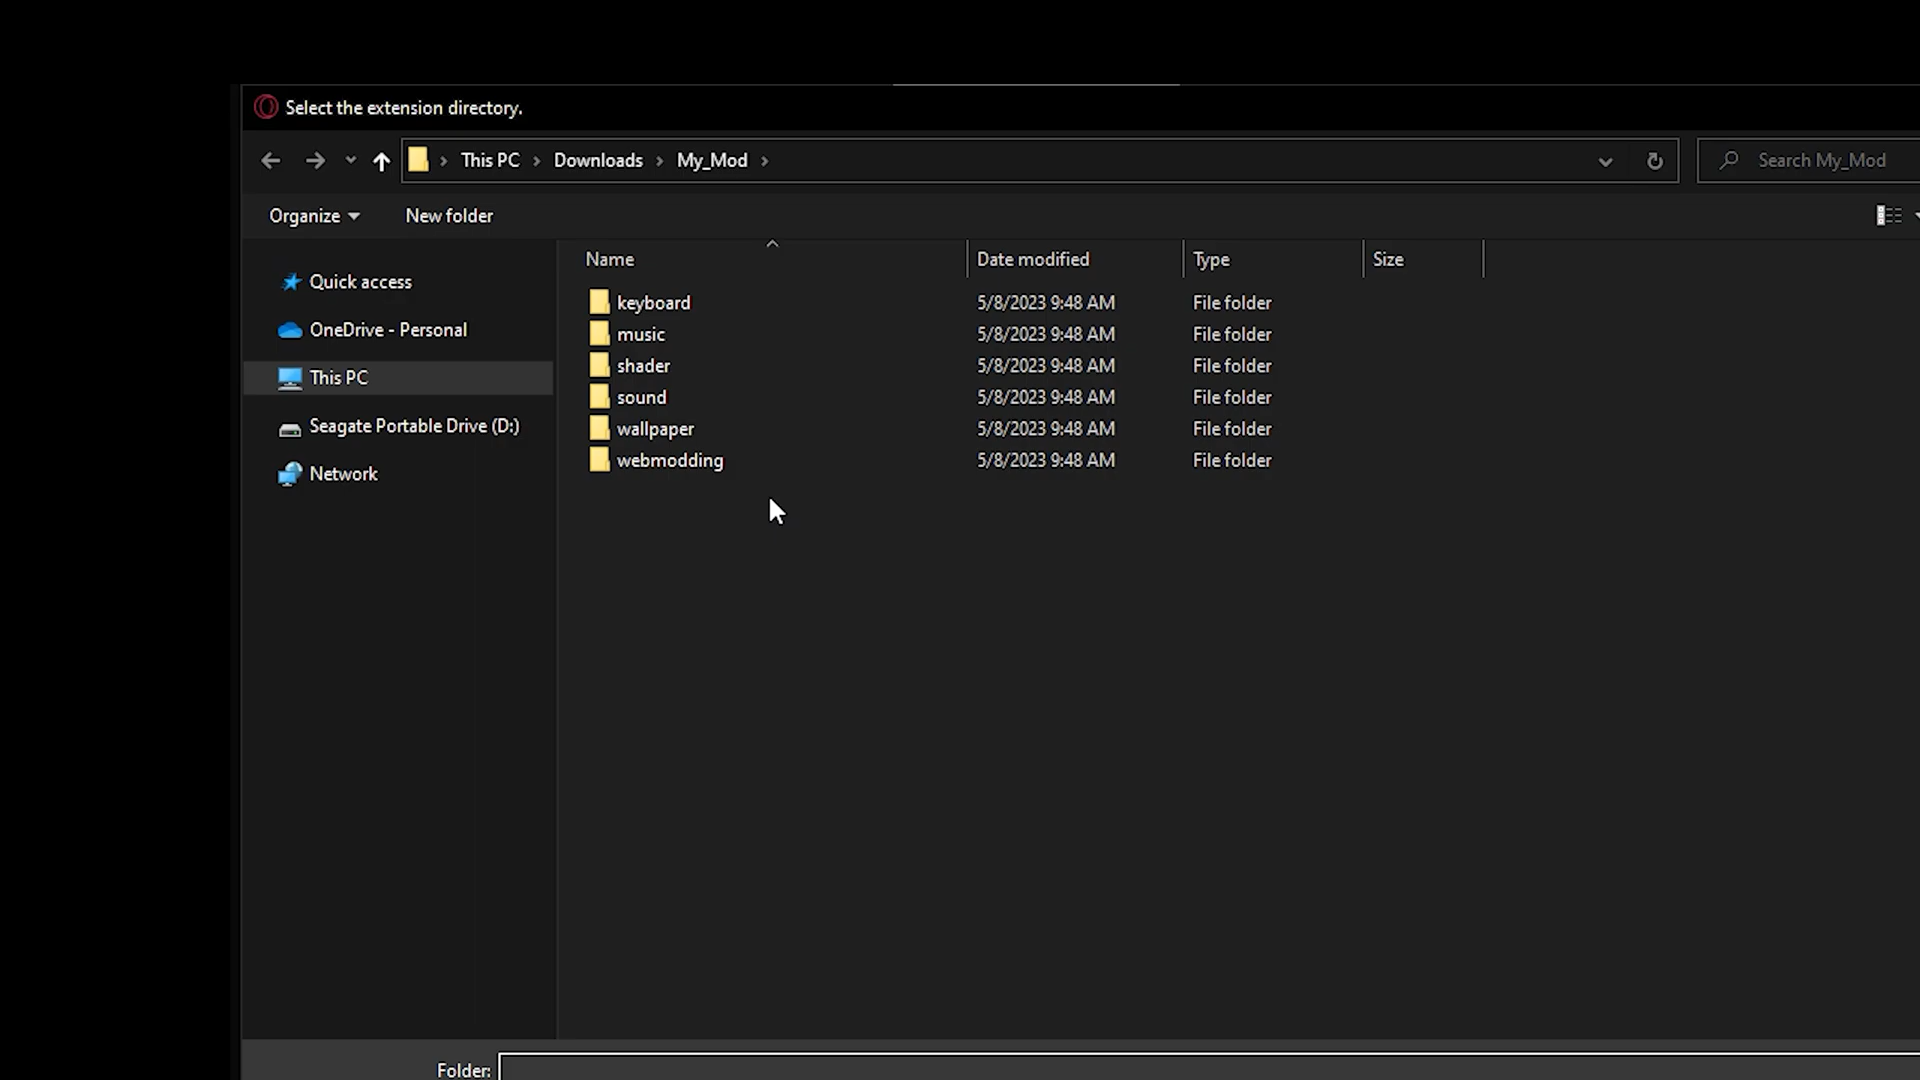 Select the extension directory.
This PC > Downloads > My_Mod >
Search My_Mod
Organize
New folder
Name
Date modified
Type
Size
Quick access
OneDrive - Personal
This PC
Seagate Portable Drive (D:)
Network
keyboard 5/8/2023 9:48 AM File folder
music 5/8/2023 9:48 AM File folder
shader 5/8/2023 9:48 AM File folder
sound 5/8/2023 9:48 AM File folder
wallpaper 5/8/2023 9:48 AM File folder
webmodding 5/8/2023 9:48 AM File folder
Folder: